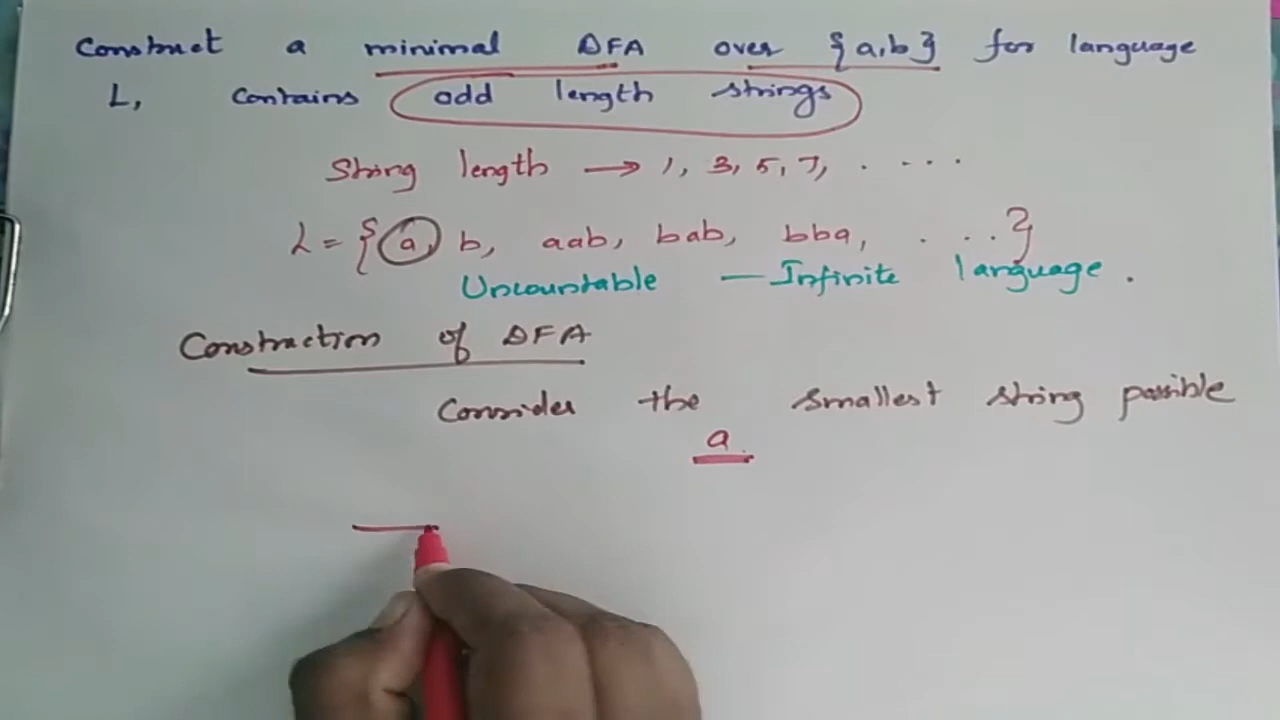 Construct a minimal DFA over {a,b} for language
L, contains odd length strings
String length → 1, 3, 5, 7, . . . .
L = { a, b, aab, bab, bba, . . . }
Uncountable - Infinite language .
Construction of DFA
Consider the smallest string possible
a.